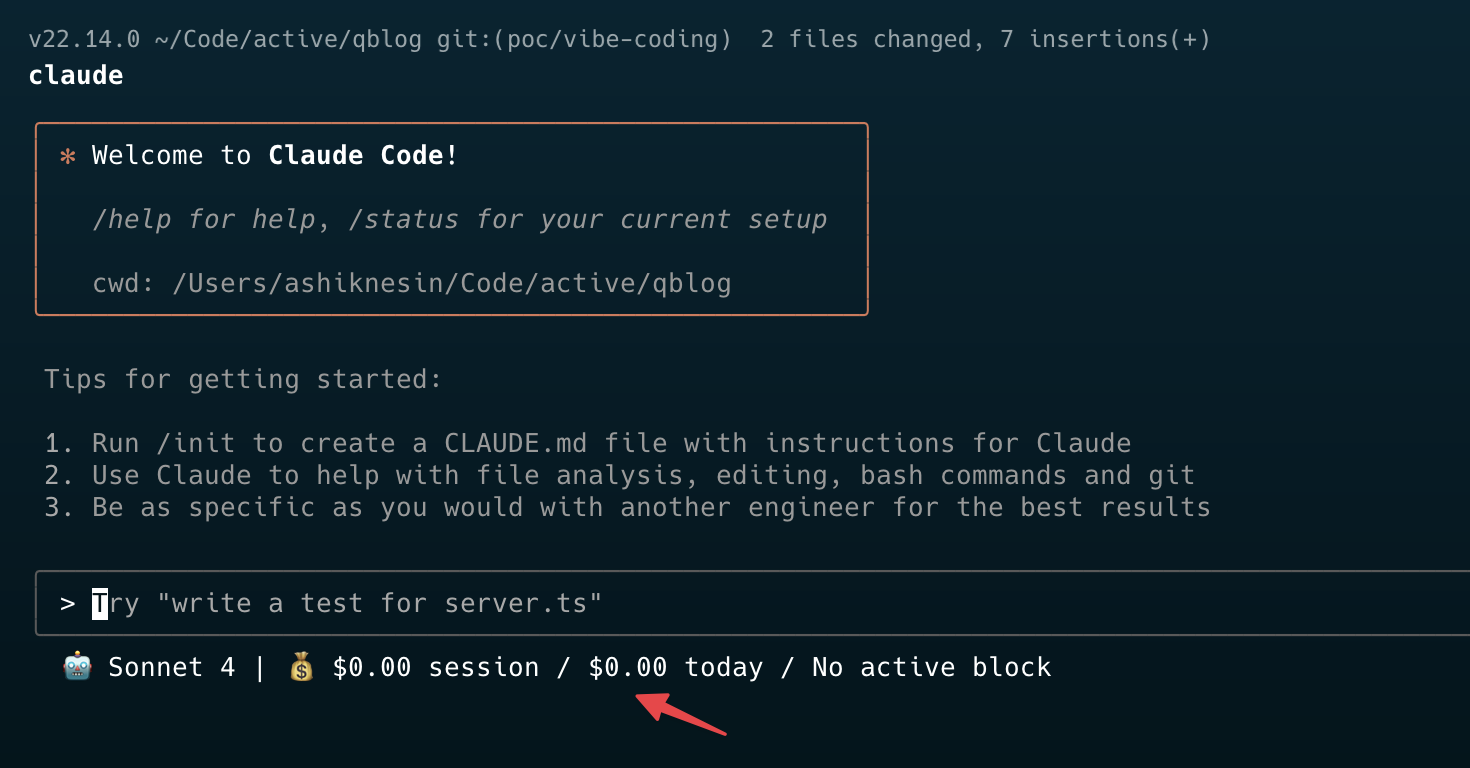 v22.14.0 ~/Code/active/qblog git:(poc/vibe-coding)  2 files changed, 7 insertions(+)
claude
✻ Welcome to Claude Code!
/help for help, /status for your current setup
cwd: /Users/ashiknesin/Code/active/qblog
Tips for getting started:
1. Run /init to create a CLAUDE.md file with instructions for Claude
2. Use Claude to help with file analysis, editing, bash commands and git
3. Be as specific as you would with another engineer for the best results
> Try "write a test for server.ts"
🤖 Sonnet 4 | 💰 $0.00 session / $0.00 today / No active block